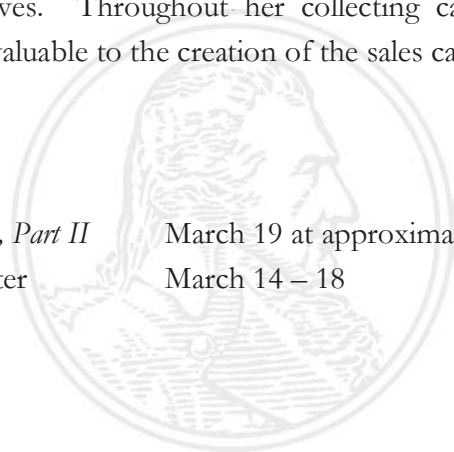 ves. Throughout her collecting ca
valuable to the creation of the sales ca
, Part II March 19 at approxima
ter March 14 – 18